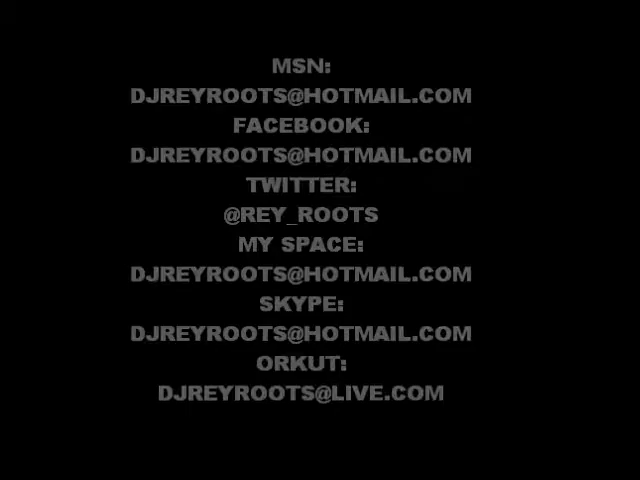 MSN:
DJREYROOTS@HOTMAIL.COM
FACEBOOK:
DJREYROOTS@HOTMAIL.COM
TWITTER:
@REY_ROOTS
MY SPACE:
DJREYROOTS@HOTMAIL.COM
SKYPE:
DJREYROOTS@HOTMAIL.COM
ORKUT:
DJREYROOTS@LIVE.COM